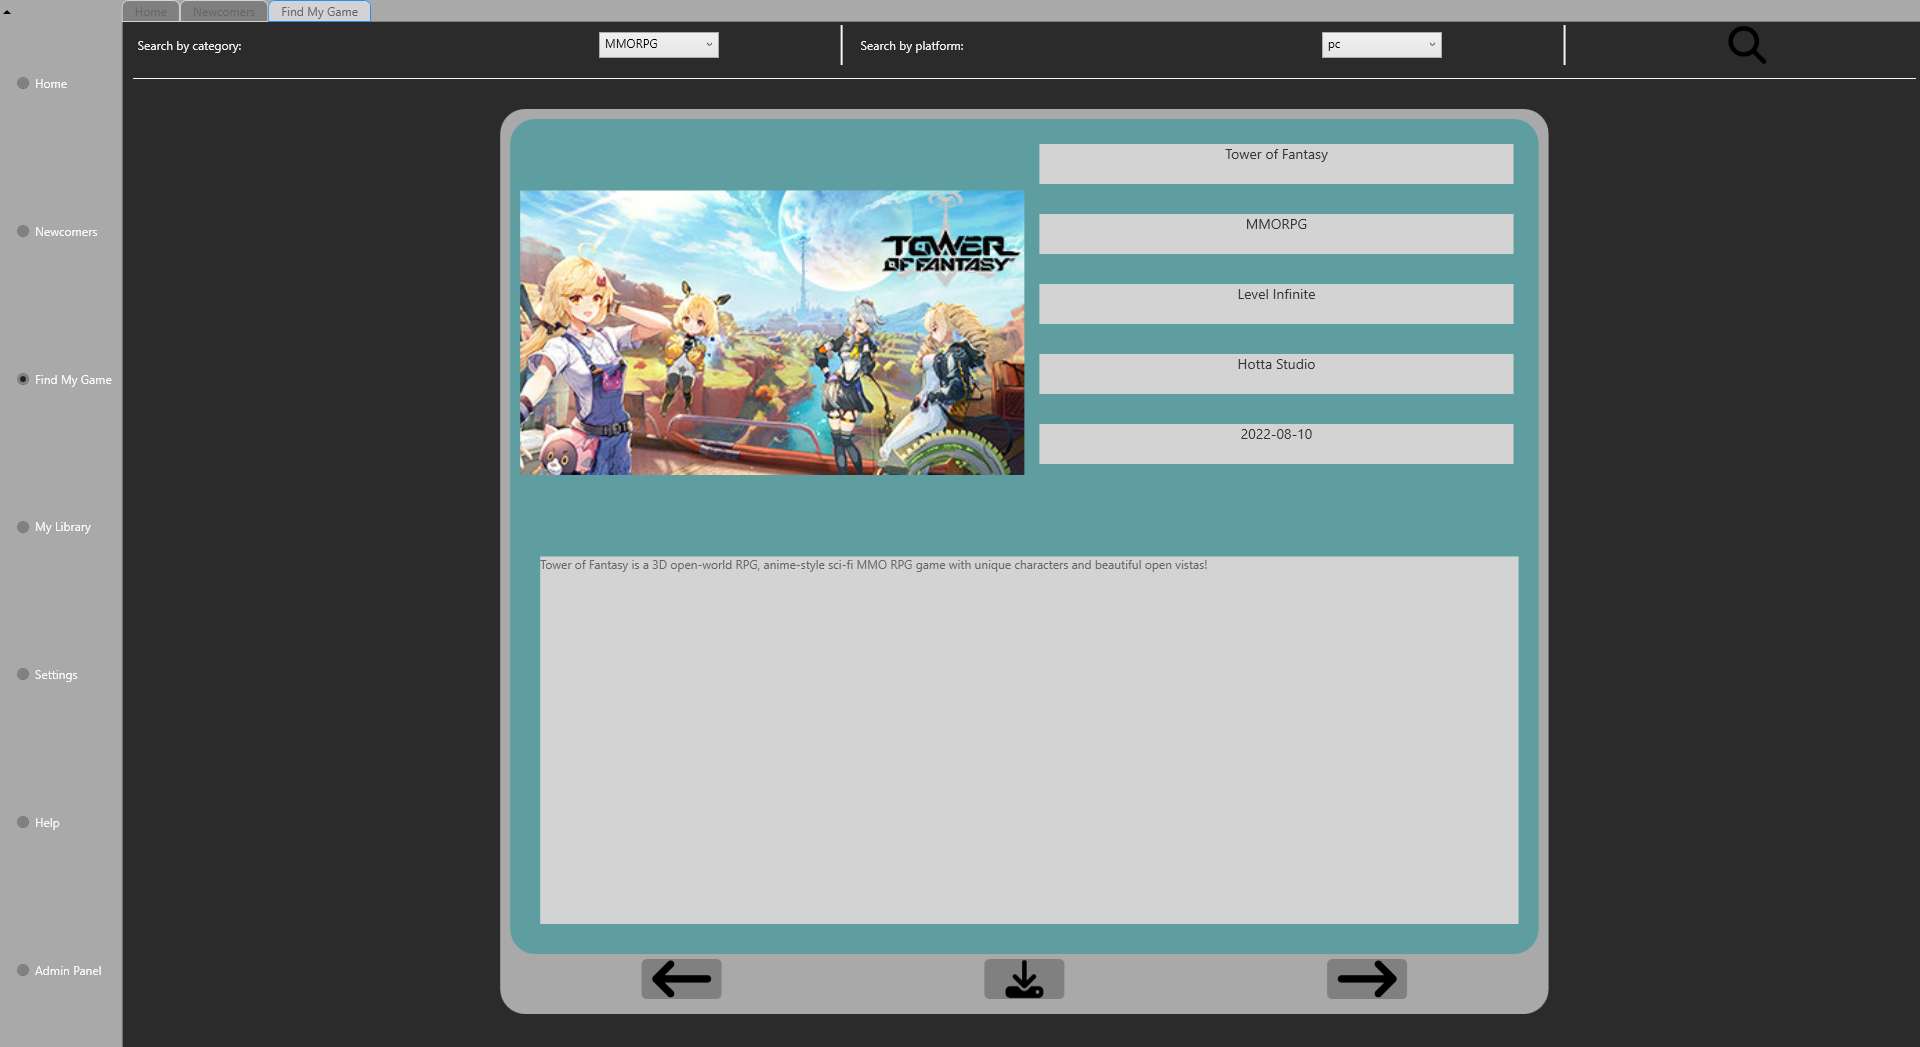 Home
Newcomers
Find My Game
Search by category:
MMORPG
Search by platform:
pc
Home
Newcomers
Find My Game
My Library
Settings
Help
Admin Panel
TOWER
OF FANTASY
Tower of Fantasy
MMORPG
Level Infinite
Hotta Studio
2022-08-10
Tower of Fantasy is a 3D open-world RPG, anime-style sci-fi MMO RPG game with unique characters and beautiful open vistas!